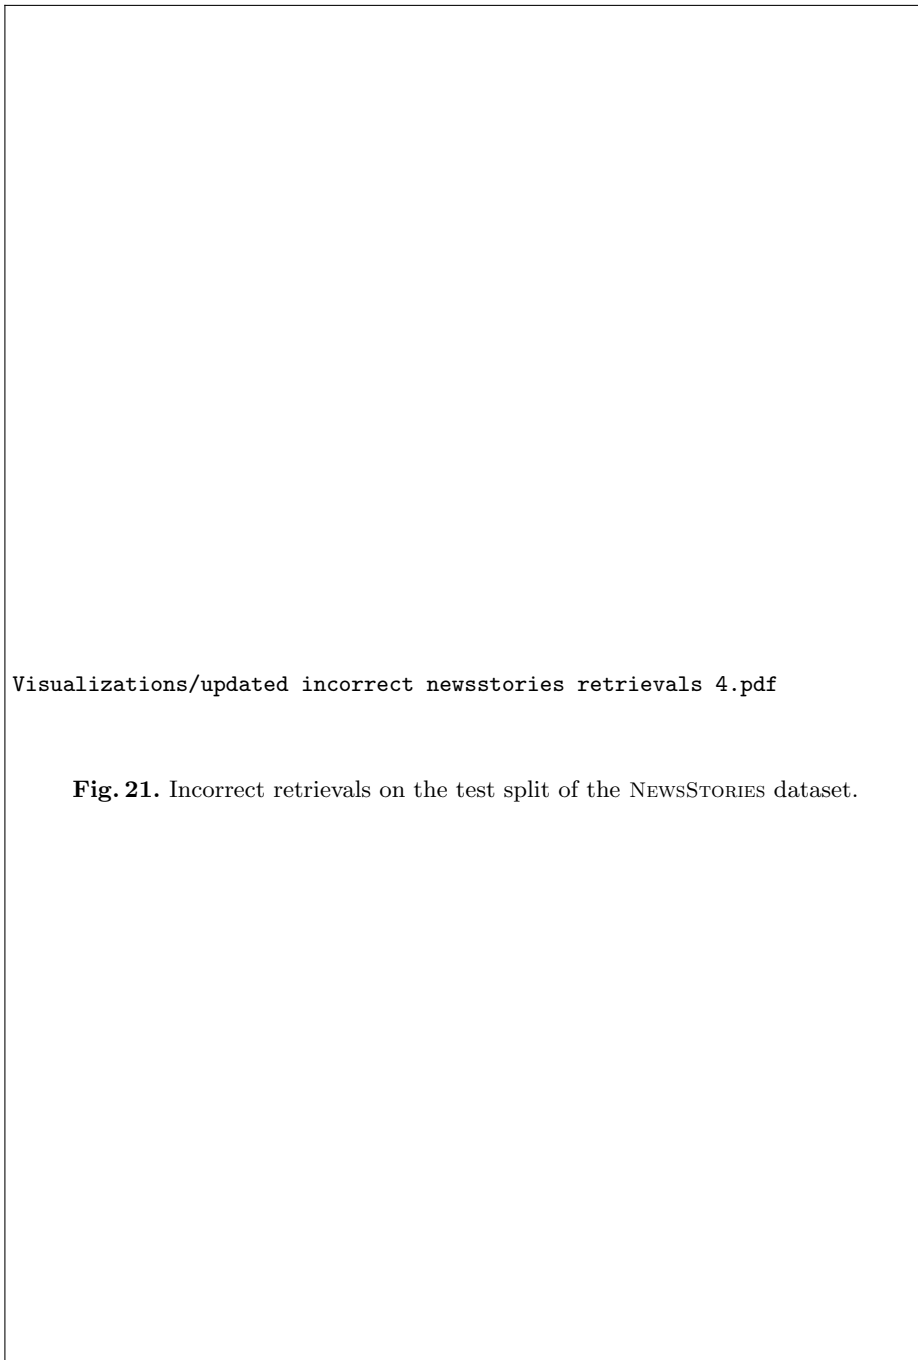 Visualizations/updated incorrect newsstories retrievals 4.pdf
Fig. 21. Incorrect retrievals on the test split of the NEWSSTORIES dataset.